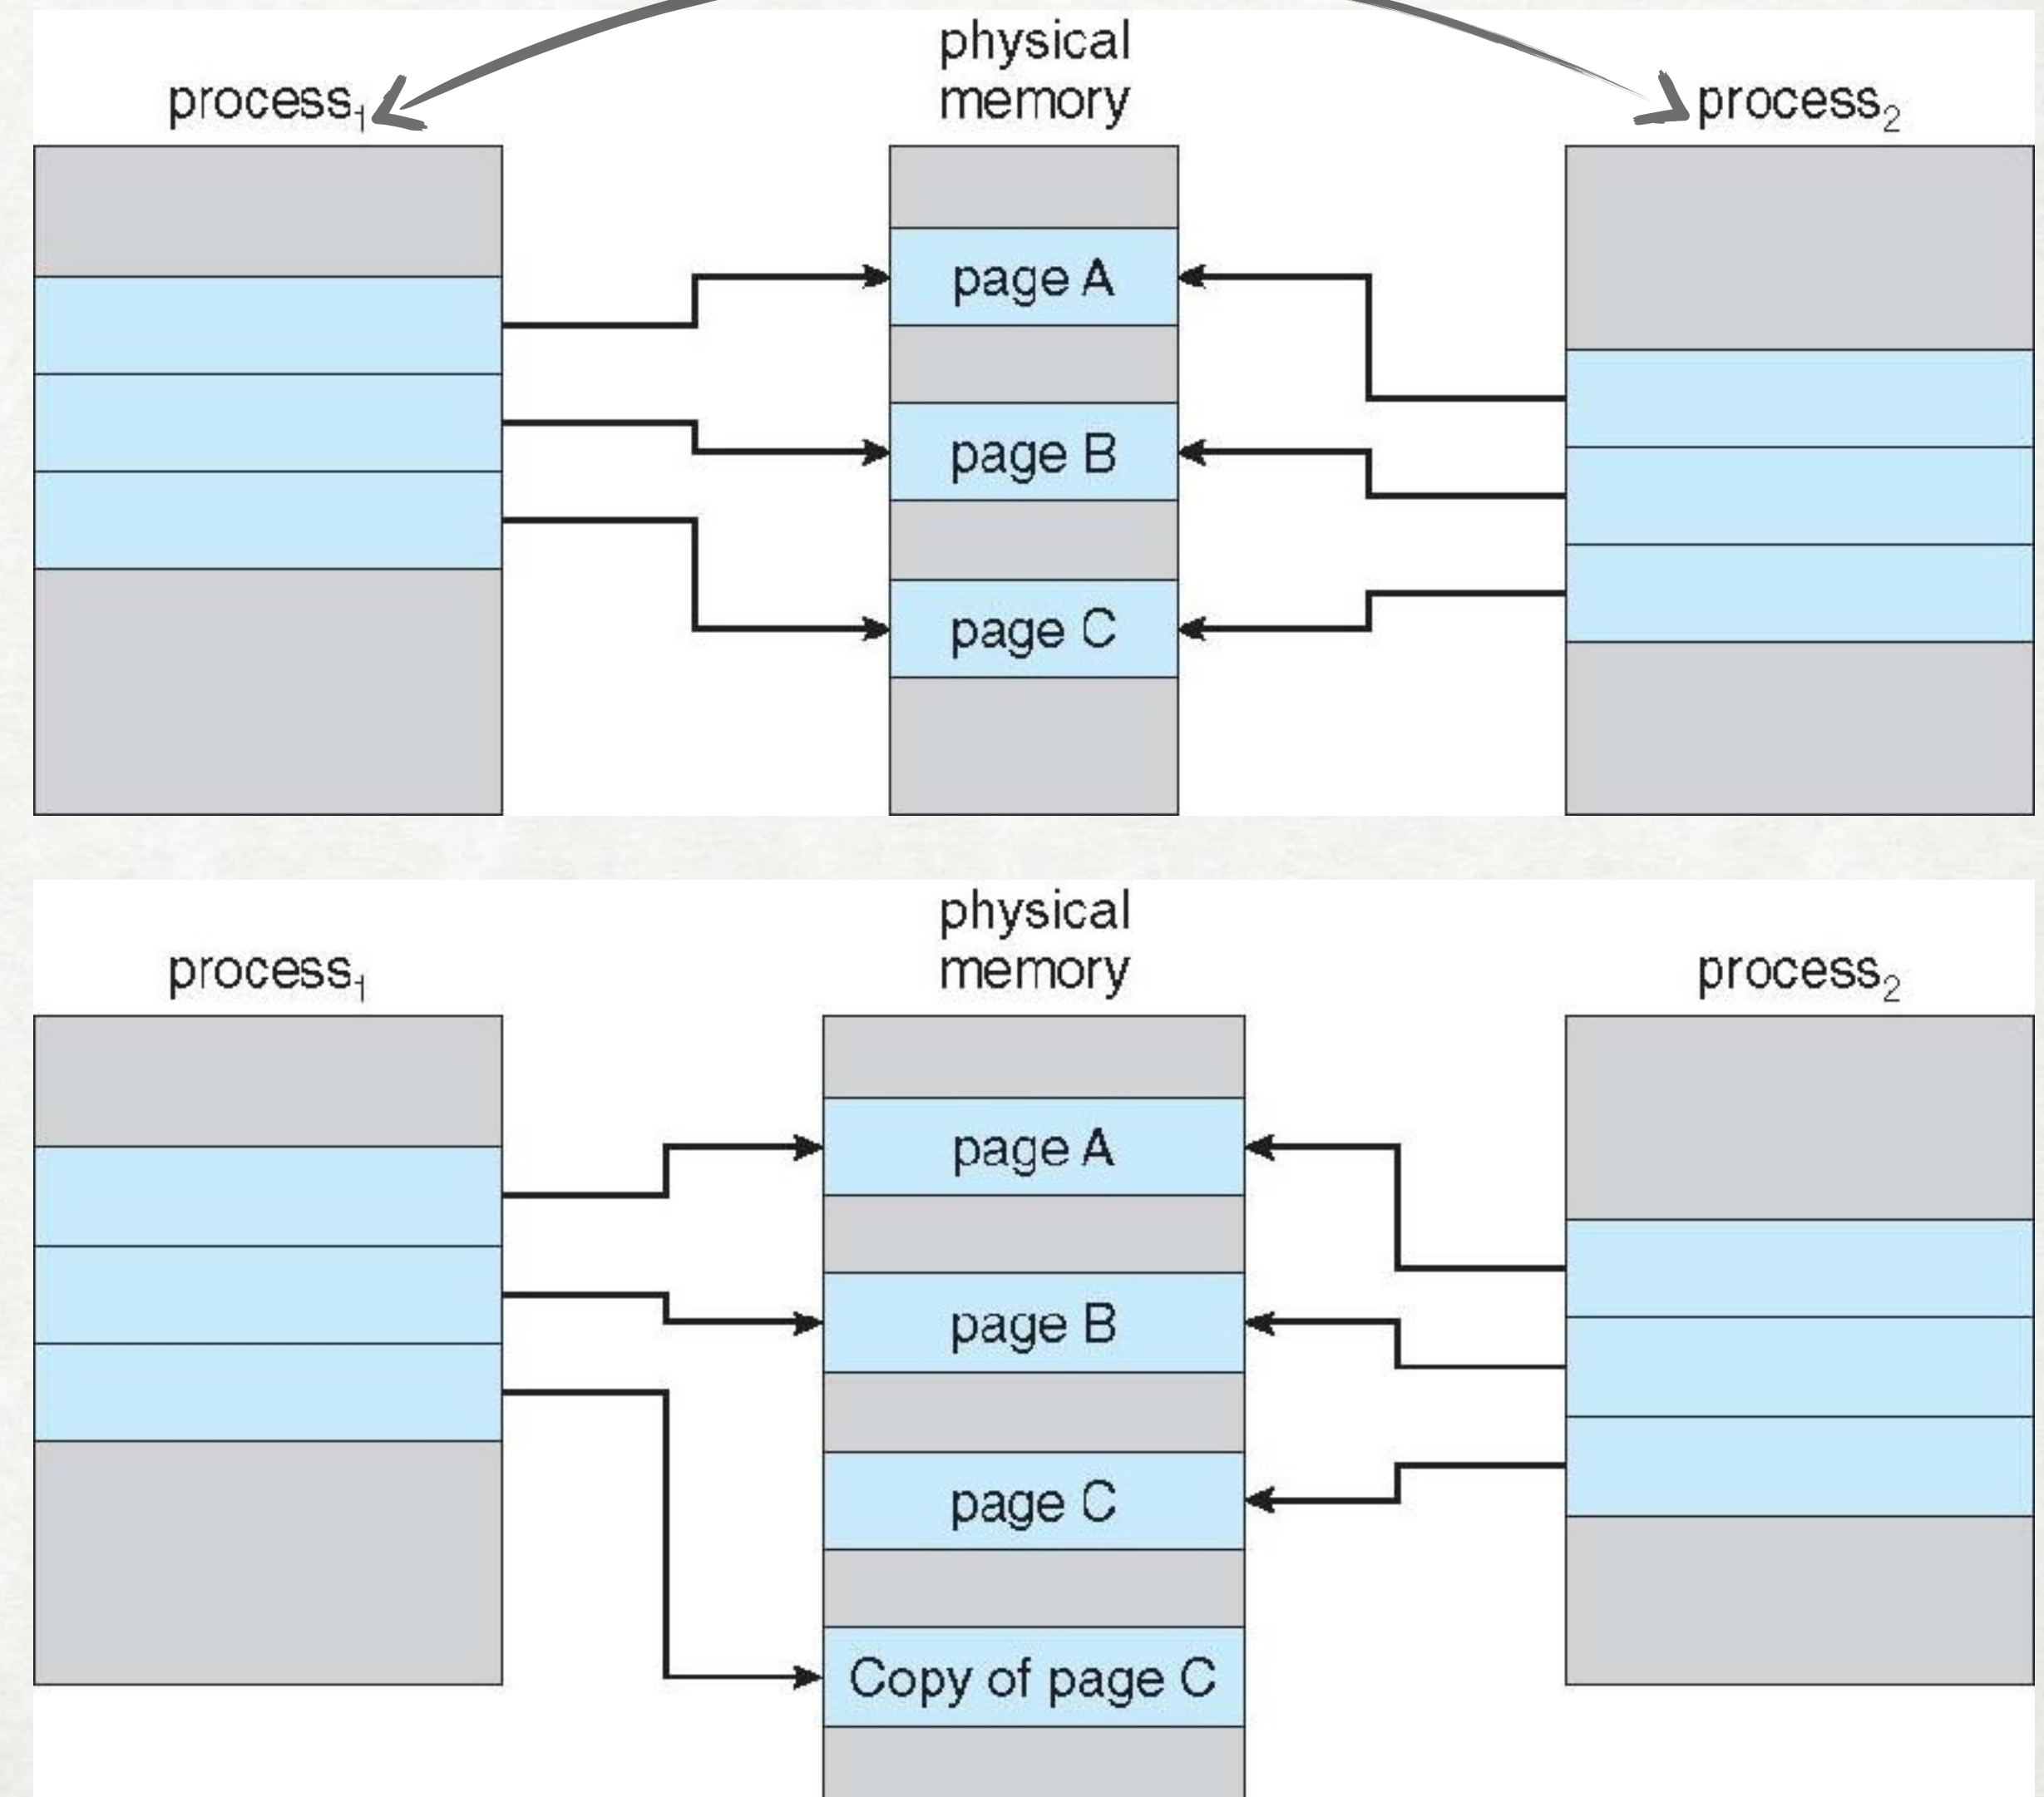 physical
memory
process₁
process₂
page A
page B
page C
physical
memory
process₁
process₂
page A
page B
page C
Copy of page C